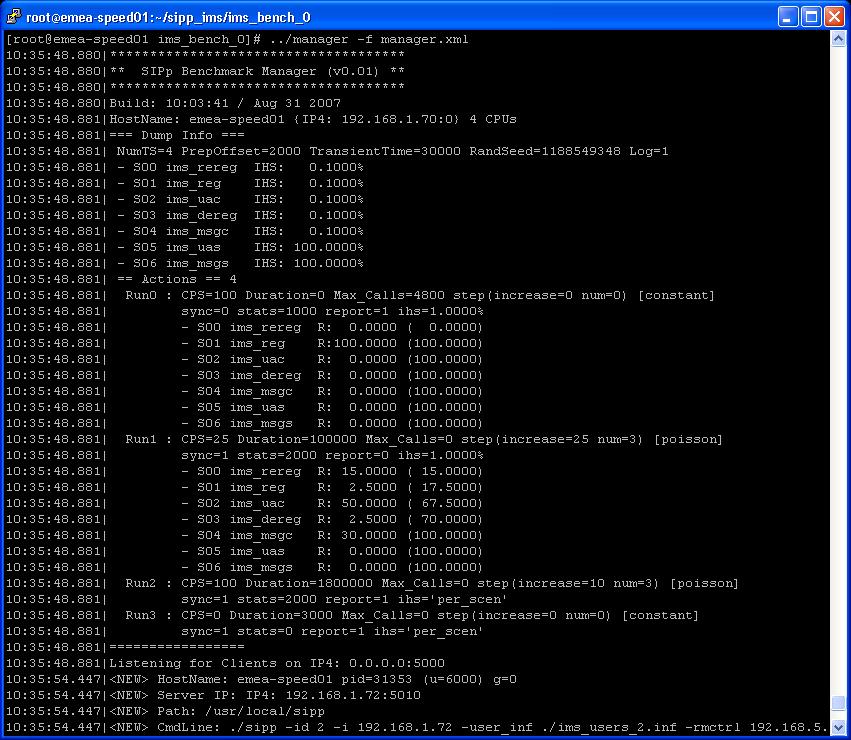 root@emea-speed01:~/sipp_ims/ims_bench_0
[root@emea-speed01 ims_bench_0]# ../manager -f manager.xml
10:35:48.880|*************************************
10:35:48.880|**  SIPp Benchmark Manager (v0.01) **
10:35:48.880|*************************************
10:35:48.880|Build: 10:03:41 / Aug 31 2007
10:35:48.881|HostName: emea-speed01 {IP4: 192.168.1.70:0} 4 CPUs
10:35:48.881|=== Dump Info ===
10:35:48.881| NumTS=4 PrepOffset=2000 TransientTime=30000 RandSeed=1188549348 Log=1
10:35:48.881| - S00 ims_rereg  IHS:   0.1000%
10:35:48.881| - S01 ims_reg    IHS:   0.1000%
10:35:48.881| - S02 ims_uac    IHS:   0.1000%
10:35:48.881| - S03 ims_dereg  IHS:   0.1000%
10:35:48.881| - S04 ims_msgc   IHS:   0.1000%
10:35:48.881| - S05 ims_uas    IHS: 100.0000%
10:35:48.881| - S06 ims_msgs   IHS: 100.0000%
10:35:48.881| == Actions == 4
10:35:48.881|  Run0 : CPS=100 Duration=0 Max_Calls=4800 step(increase=0 num=0) [constant]
10:35:48.881|         sync=0 stats=1000 report=1 ihs=1.0000%
10:35:48.881|         - S00 ims_rereg  R:  0.0000 (  0.0000)
10:35:48.881|         - S01 ims_reg    R:100.0000 (100.0000)
10:35:48.881|         - S02 ims_uac    R:  0.0000 (100.0000)
10:35:48.881|         - S03 ims_dereg  R:  0.0000 (100.0000)
10:35:48.881|         - S04 ims_msgc   R:  0.0000 (100.0000)
10:35:48.881|         - S05 ims_uas    R:  0.0000 (100.0000)
10:35:48.881|         - S06 ims_msgs   R:  0.0000 (100.0000)
10:35:48.881|  Run1 : CPS=25 Duration=100000 Max_Calls=0 step(increase=25 num=3) [poisson]
10:35:48.881|         sync=1 stats=2000 report=0 ihs=1.0000%
10:35:48.881|         - S00 ims_rereg  R: 15.0000 ( 15.0000)
10:35:48.881|         - S01 ims_reg    R:  2.5000 ( 17.5000)
10:35:48.881|         - S02 ims_uac    R: 50.0000 ( 67.5000)
10:35:48.881|         - S03 ims_dereg  R:  2.5000 ( 70.0000)
10:35:48.881|         - S04 ims_msgc   R: 30.0000 (100.0000)
10:35:48.881|         - S05 ims_uas    R:  0.0000 (100.0000)
10:35:48.881|         - S06 ims_msgs   R:  0.0000 (100.0000)
10:35:48.881|  Run2 : CPS=100 Duration=1800000 Max_Calls=0 step(increase=10 num=3) [poisson]
10:35:48.881|         sync=1 stats=2000 report=1 ihs='per_scen'
10:35:48.881|  Run3 : CPS=0 Duration=3000 Max_Calls=0 step(increase=0 num=0) [constant]
10:35:48.881|         sync=1 stats=0 report=1 ihs='per_scen'
10:35:48.881|=================
10:35:48.881|Listening for Clients on IP4: 0.0.0.0:5000
10:35:54.447|<NEW> HostName: emea-speed01 pid=31353 (u=6000) g=0
10:35:54.447|<NEW> Server IP: IP4: 192.168.1.72:5010
10:35:54.447|<NEW> Path: /usr/local/sipp
10:35:54.447|<NEW> CmdLine: ./sipp -id 2 -i 192.168.1.72 -user_inf ./ims_users_2.inf -rmctrl 192.168.5.